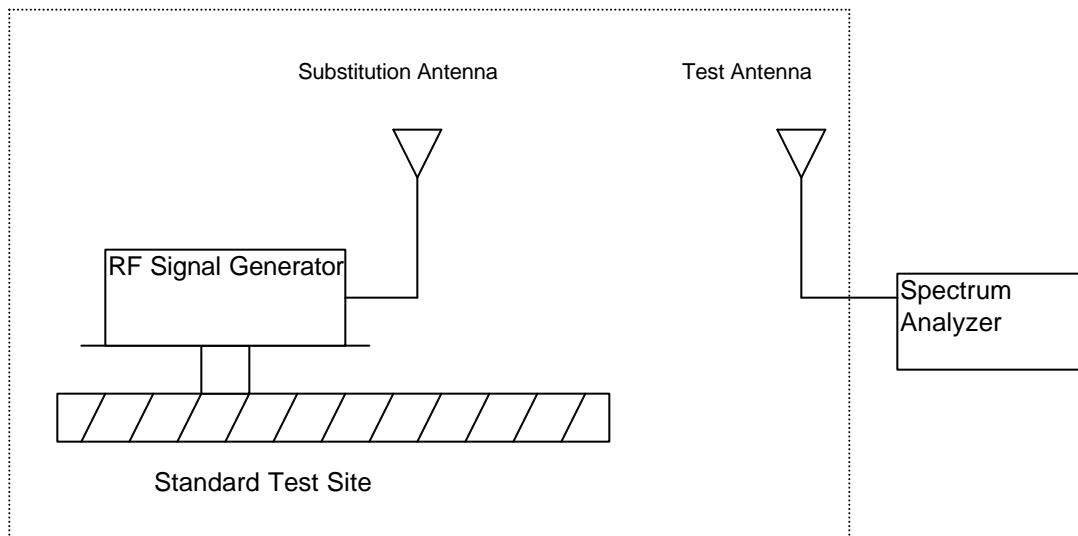 Substitution Antenna
Test Antenna
RF Signal Generator
Spectrum
Analyzer
Standard Test Site